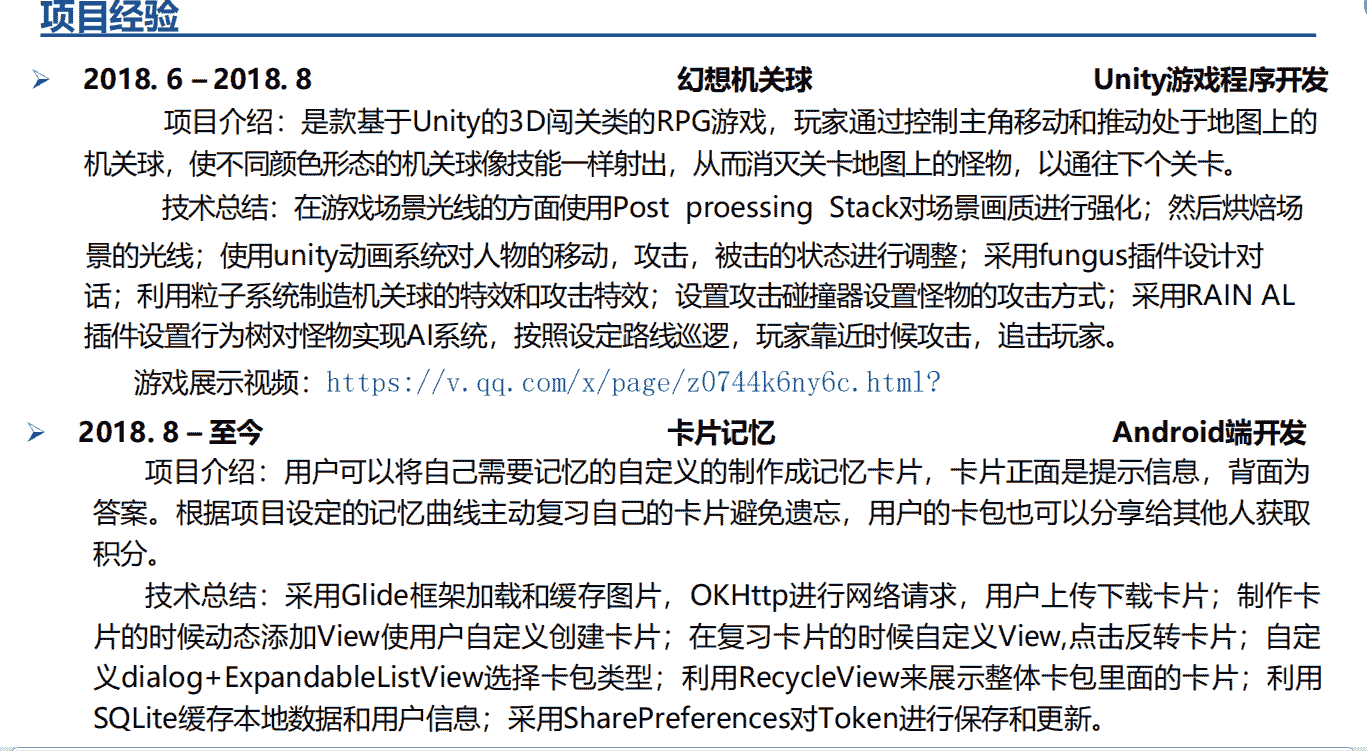 项目经验
2018. 6 – 2018. 8 幻想机关球 Unity游戏程序开发
项目介绍：是款基于Unity的3D闯关类的RPG游戏，玩家通过控制主角移动和推动处于地图上的
机关球，使不同颜色形态的机关球像技能一样射出，从而消灭关卡地图上的怪物，以通往下个关卡。
技术总结：在游戏场景光线的方面使用Post proessing Stack对场景画质进行强化；然后烘焙场
景的光线；使用unity动画系统对人物的移动，攻击，被击的状态进行调整；采用fungus插件设计对
话；利用粒子系统制造机关球的特效和攻击特效；设置攻击碰撞器设置怪物的攻击方式；采用RAIN AL
插件设置行为树对怪物实现AI系统，按照设定路线巡逻，玩家靠近时候攻击，追击玩家。
游戏展示视频：https://v.qq.com/x/page/z0744k6ny6c.html?
2018. 8 – 至今 卡片记忆 Android端开发
项目介绍：用户可以将自己需要记忆的自定义的制作成记忆卡片，卡片正面是提示信息，背面为
答案。根据项目设定的记忆曲线主动复习自己的卡片避免遗忘，用户的卡包也可以分享给其他人获取
积分。
技术总结：采用Glide框架加载和缓存图片，OKHttp进行网络请求，用户上传下载卡片；制作卡
片的时候动态添加View使用户自定义创建卡片；在复习卡片的时候自定义View,点击反转卡片；自定
义dialog+ExpandableListView选择卡包类型；利用RecycleView来展示整体卡包里面的卡片；利用
SQLite缓存本地数据和用户信息；采用SharePreferences对Token进行保存和更新。